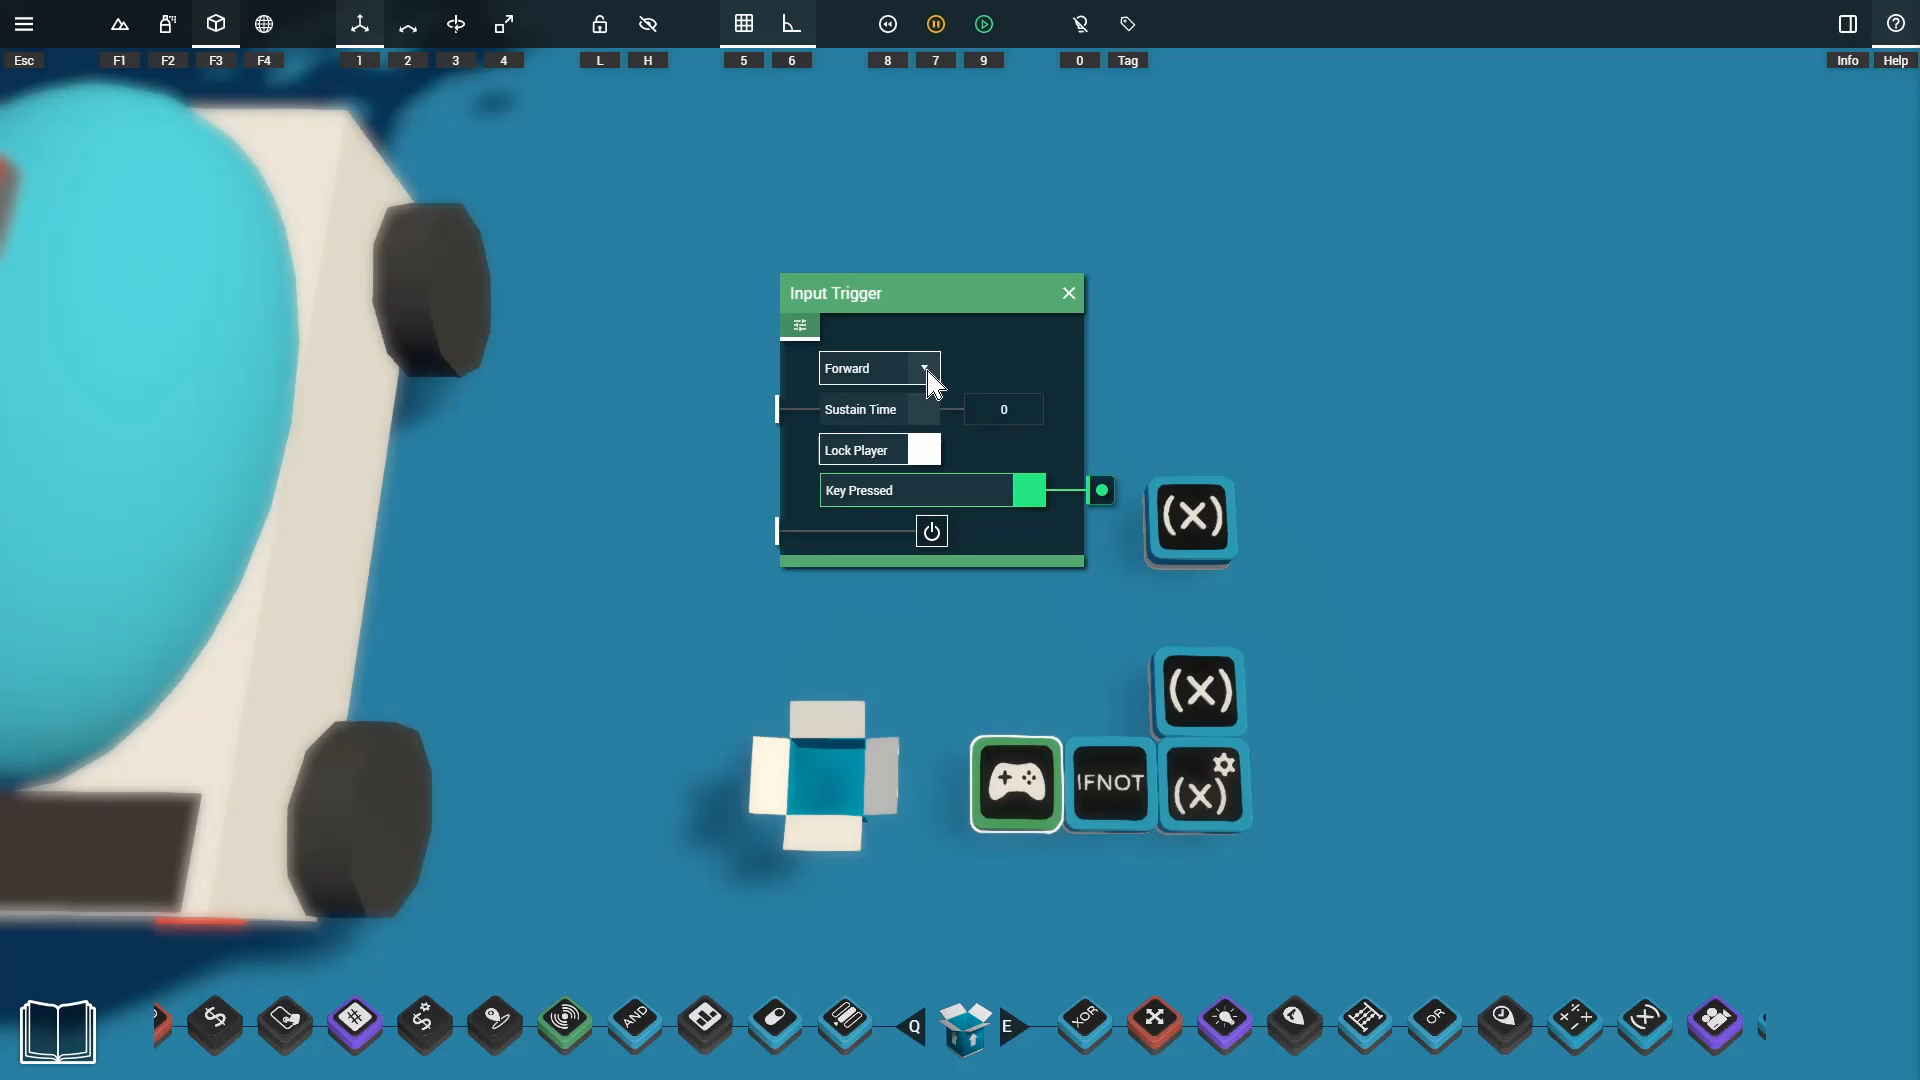 Esc
F1
F2
F3
F4
1
2
3
4
L
H
5
6
8
7
9
0
Tag
Info
Help
Input Trigger
Forward
Sustain Time
0
Lock Player
Key Pressed
(X)
(X)
IFNOT
(X)
$
#
$
AND
Q
E
XOR
OR
(X)